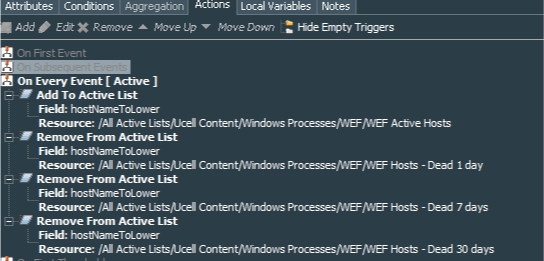 Attributes Conditions Aggregation Actions Local Variables Notes
Add Edit Remove Move Up Move Down Hide Empty Triggers
On First Event
On Subsequent Events
On Every Event [ Active ]
Add To Active List
Field: hostNameToLower
Resource: /All Active Lists/Ucell Content/Windows Processes/WEF/WEF Active Hosts
Remove From Active List
Field: hostNameToLower
Resource: /All Active Lists/Ucell Content/Windows Processes/WEF/WEF Hosts - Dead 1 day
Remove From Active List
Field: hostNameToLower
Resource: /All Active Lists/Ucell Content/Windows Processes/WEF/WEF Hosts - Dead 7 days
Remove From Active List
Field: hostNameToLower
Resource: /All Active Lists/Ucell Content/Windows Processes/WEF/WEF Hosts - Dead 30 days